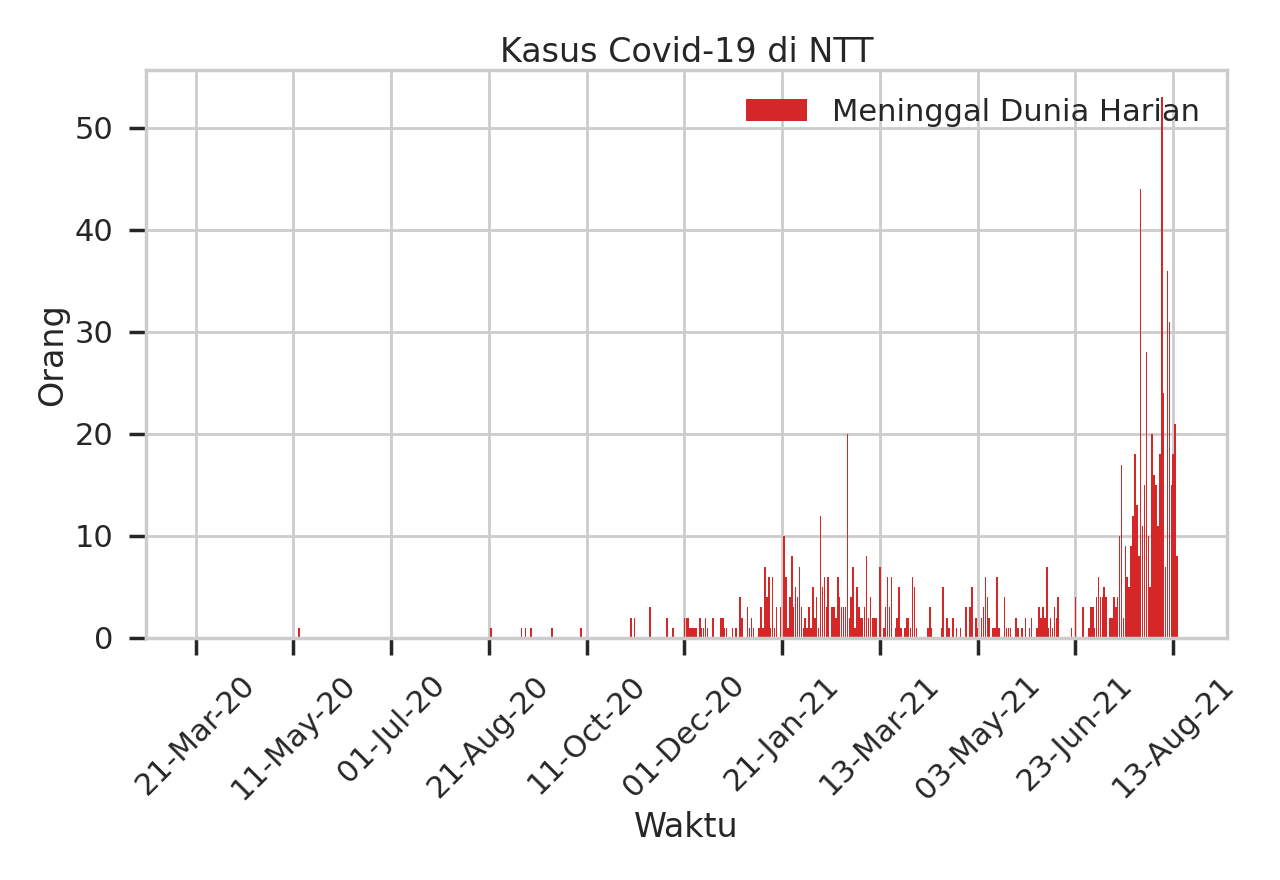 Kasus Covid-19 di NTT
Meninggal Dunia Harian
50
40
30
20
10
0
Orang
21-Mar-20
11-May-20
01-Jul-20
21-Aug-20
11-Oct-20
01-Dec-20
21-Jan-21
13-Mar-21
03-May-21
23-Jun-21
13-Aug-21
Waktu